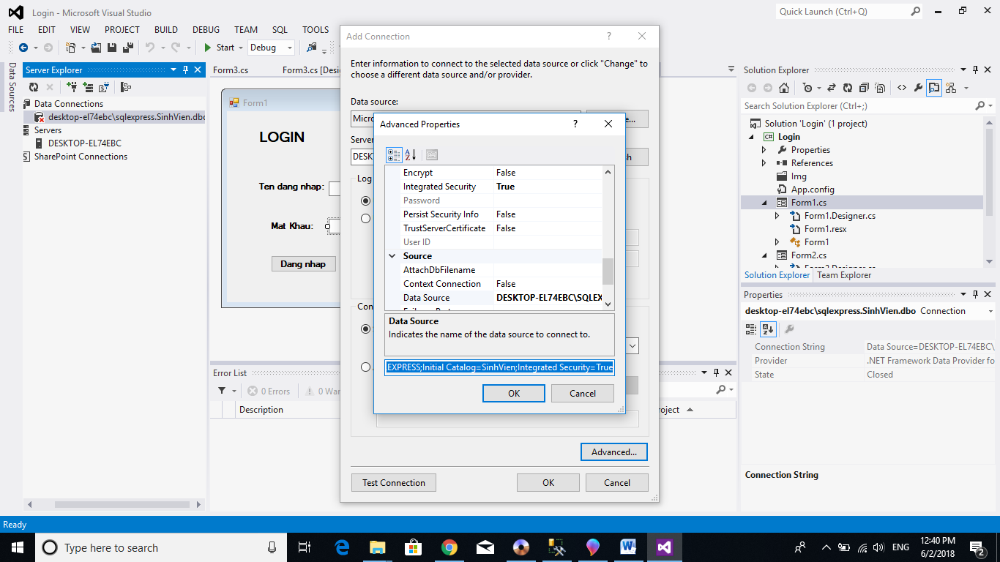 Login - Microsoft Visual Studio
Quick Launch (Ctrl+Q)
FILE EDIT VIEW PROJECT BUILD DEBUG TEAM SQL TOOLS
Start Debug
Data Sources
Server Explorer
Data Connections
desktop-el74ebc\sqlexpress.SinhVien.dbo
Servers
DESKTOP-EL74EBC
SharePoint Connections
Form3.cs Form3.cs [Desi
Form1
LOGIN
Ten dang nhap:
Mat Khau:
Dang nhap
Error List
0 Errors 0 War
Description
Add Connection ?
Enter information to connect to the selected data source or click "Change" to
choose a different data source and/or provider.
Data source:
Micro
Server
DESK
Log
Con
Advanced...
Test Connection OK Cancel
Advanced Properties ?
Encrypt False
Integrated Security True
Password
Persist Security Info False
TrustServerCertificate False
User ID
Source
AttachDbFilename
Context Connection False
Data Source DESKTOP-EL74EBC\SQLEX
Data Source
Indicates the name of the data source to connect to.
EXPRESS;Initial Catalog=SinhVien;Integrated Security=True
OK Cancel
roject
Solution Explorer
Search Solution Explorer (Ctrl+;)
Solution 'Login' (1 project)
C# Login
Properties
References
Img
App.config
Form1.cs
Form1.Designer.cs
Form1.resx
Form1
Form2.cs
Form2.Designer.cs
Solution Explorer Team Explorer
Properties
desktop-el74ebc\sqlexpress.SinhVien.dbo Connection
Connection String Data Source=DESKTOP-EL74EBC\
Provider .NET Framework Data Provider fo
State Closed
Connection String
Ready
Type here to search
ENG
12:40 PM
6/2/2018
2